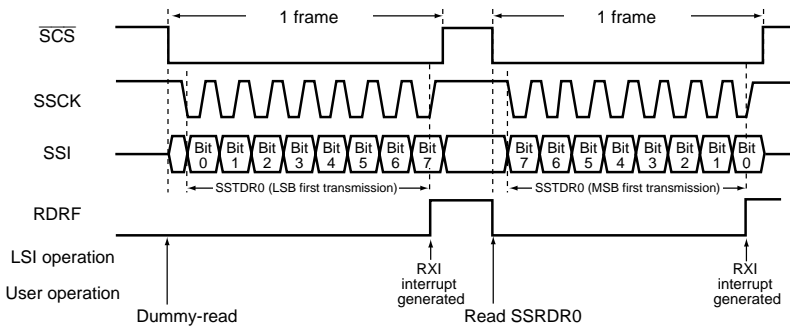 1 frame 1 frame
SCS
SSCK
SSI
Bit 0 Bit 1 Bit 2 Bit 3 Bit 4 Bit 5 Bit 6 Bit 7 Bit 7 Bit 6 Bit 5 Bit 4 Bit 3 Bit 2 Bit 1 Bit 0
SSTDR0 (LSB first transmission) SSTDR0 (MSB first transmission)
RDRF
LSI operation
RXI interrupt generated
RXI interrupt generated
User operation
Dummy-read
Read SSRDR0